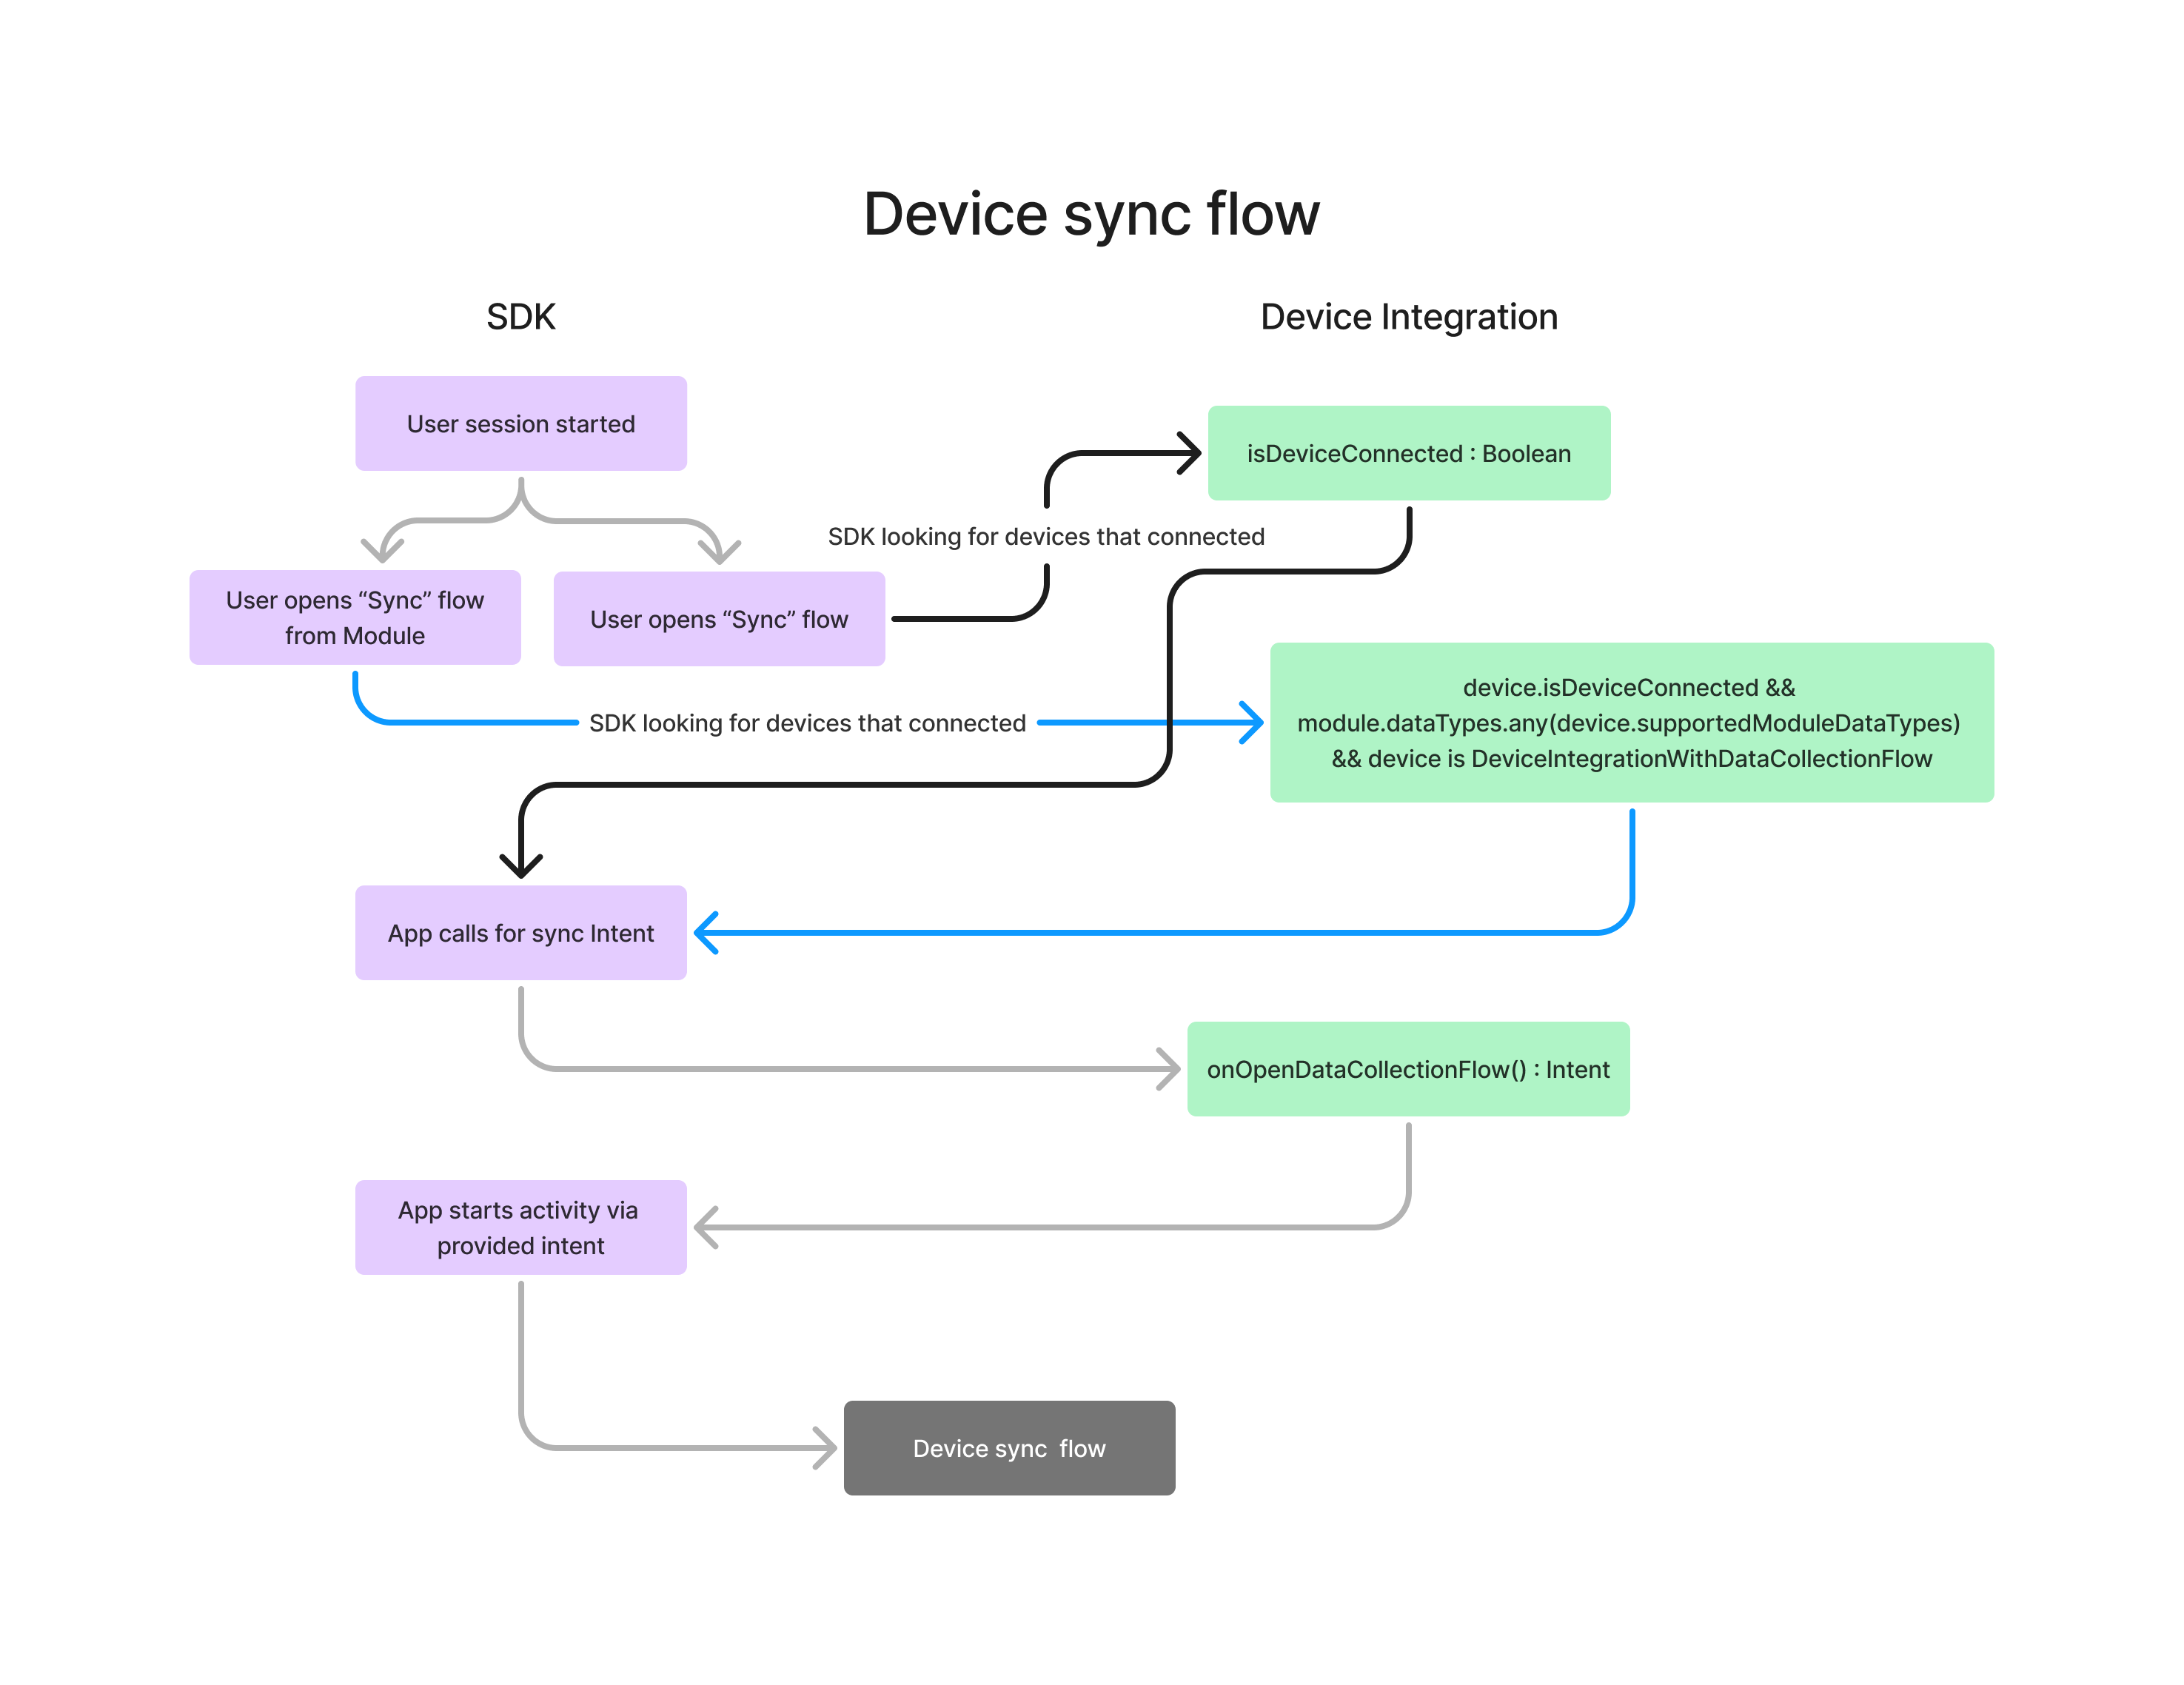 Device sync flow
SDK
Device Integration
User session started
isDeviceConnected : Boolean
SDK looking for devices that connected
User opens “Sync” flow
from Module
User opens “Sync” flow
SDK looking for devices that connected
device.isDeviceConnected &&
module.dataTypes.any(device.supportedModuleDataTypes)
&& device is DeviceIntegrationWithDataCollectionFlow
App calls for sync Intent
onOpenDataCollectionFlow() : Intent
App starts activity via
provided intent
Device sync  flow